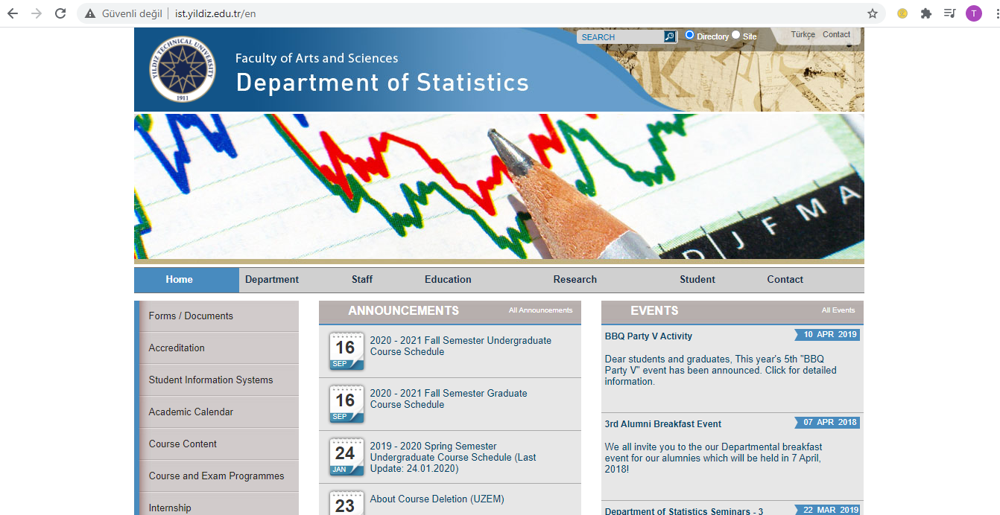 Güvenli değil
ist.yildiz.edu.tr/en
T
YILDIZ TECHNICAL UNIVERSITY
1911
Faculty of Arts and Sciences
Department of Statistics
SEARCH
Directory
Site
Türkçe
Contact
D J F M A
Home
Department
Staff
Education
Research
Student
Contact
Forms / Documents
Accreditation
Student Information Systems
Academic Calendar
Course Content
Course and Exam Programmes
Internship
ANNOUNCEMENTS
All Announcements
16
SEP
2020 - 2021 Fall Semester Undergraduate
Course Schedule
16
SEP
2020 - 2021 Fall Semester Graduate
Course Schedule
24
JAN
2019 - 2020 Spring Semester
Undergraduate Course Schedule (Last
Update: 24.01.2020)
23
About Course Deletion (UZEM)
EVENTS
All Events
BBQ Party V Activity
10 APR 2019
Dear students and graduates, This year's 5th "BBQ
Party V" event has been announced. Click for detailed
information.
3rd Alumni Breakfast Event
07 APR 2018
We all invite you to the our Departmental breakfast
event for our alumnies which will be held in 7 April,
2018!
Department of Statistics Seminars - 3
22 MAR 2019